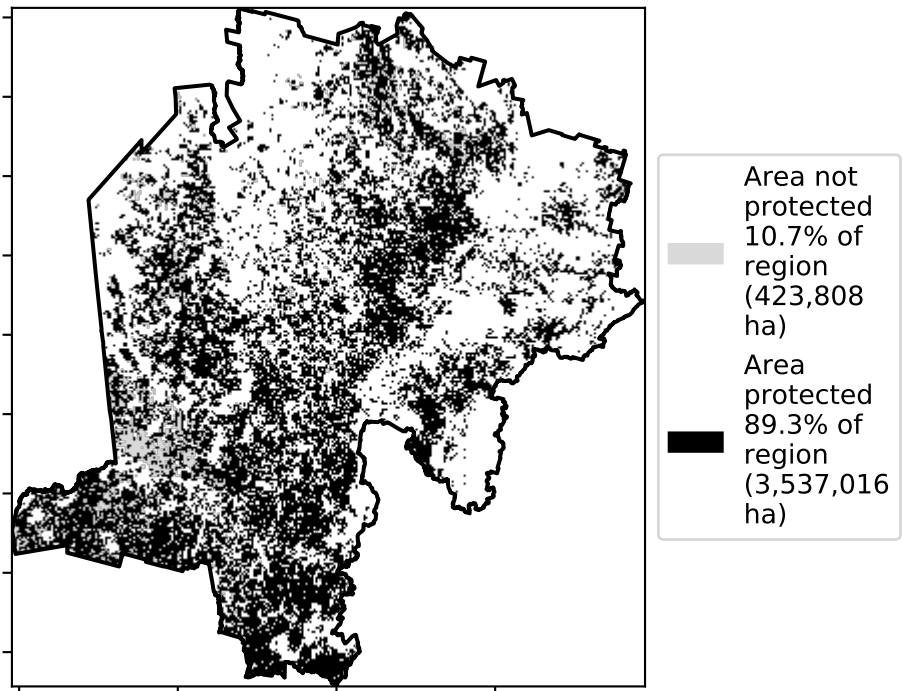 Area not
protected
10.7% of
region
(423,808
ha)
Area
protected
89.3% of
region
(3,537,016
ha)